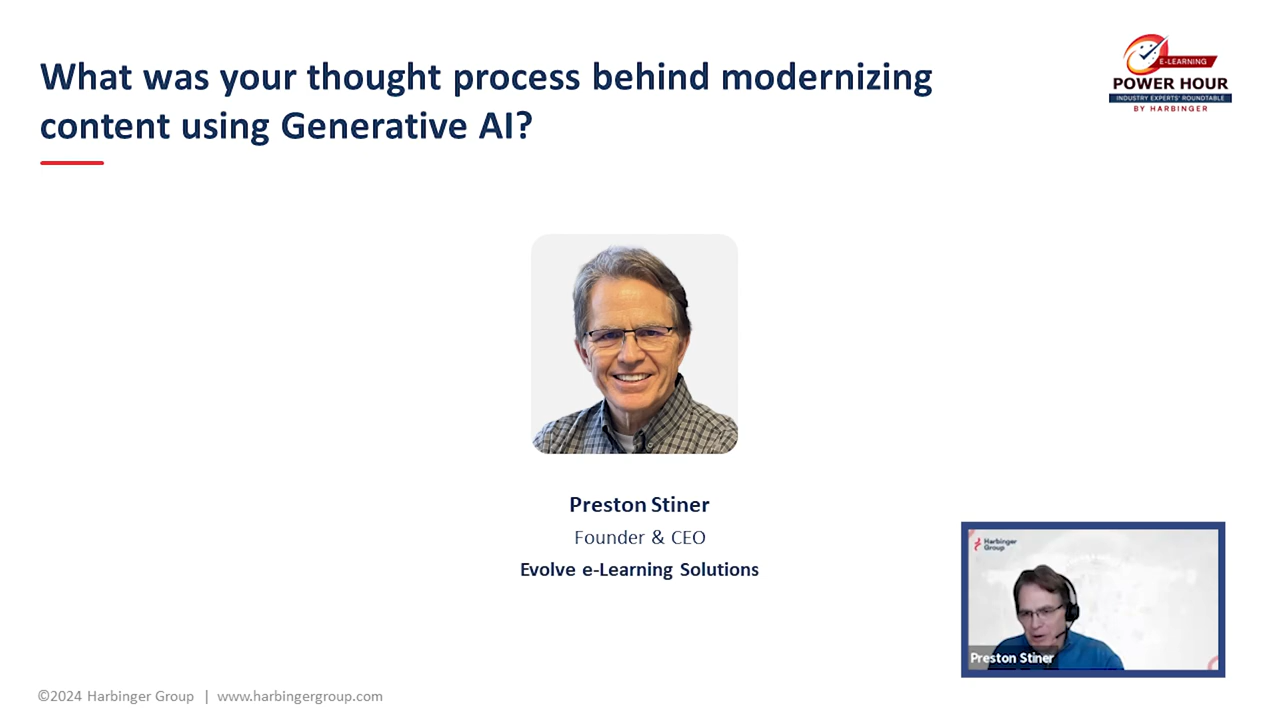 What was your thought process behind modernizing
content using Generative AI?
E-LEARNING
POWER HOUR
INDUSTRY EXPERTS' ROUNDTABLE
BY HARBINGER
Preston Stiner
Founder & CEO
Evolve e-Learning Solutions
Harbinger
Group
Preston Stiner
©2024 Harbinger Group | www.harbingergroup.com